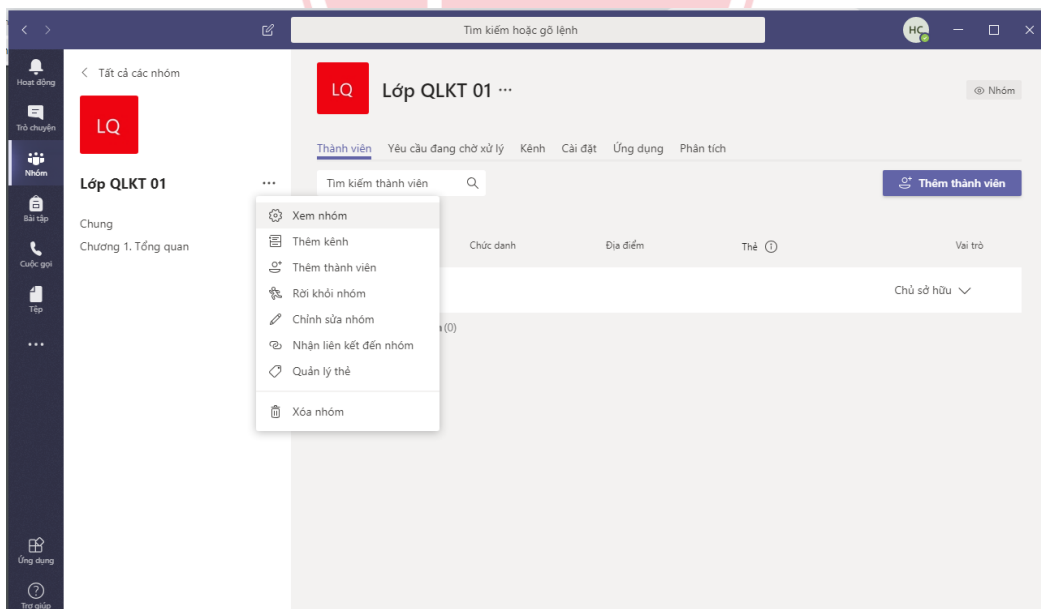 Tìm kiếm hoặc gõ lệnh
HC
Hoạt động
Trò chuyện
Nhóm
Bài tập
Cuộc gọi
Tệp
Ứng dụng
Trợ giúp
Tất cả các nhóm
LQ
Lớp QLKT 01
Chung
Chương 1. Tổng quan
Xem nhóm
Thêm kênh
Thêm thành viên
Rời khỏi nhóm
Chỉnh sửa nhóm
Nhận liên kết đến nhóm
Quản lý thẻ
Xóa nhóm
LQ
Lớp QLKT 01
Nhóm
Thành viên Yêu cầu đang chờ xử lý Kênh Cài đặt Ứng dụng Phân tích
Tìm kiếm thành viên
Thêm thành viên
Chức danh Địa điểm Thẻ Vai trò
Chủ sở hữu
(0)